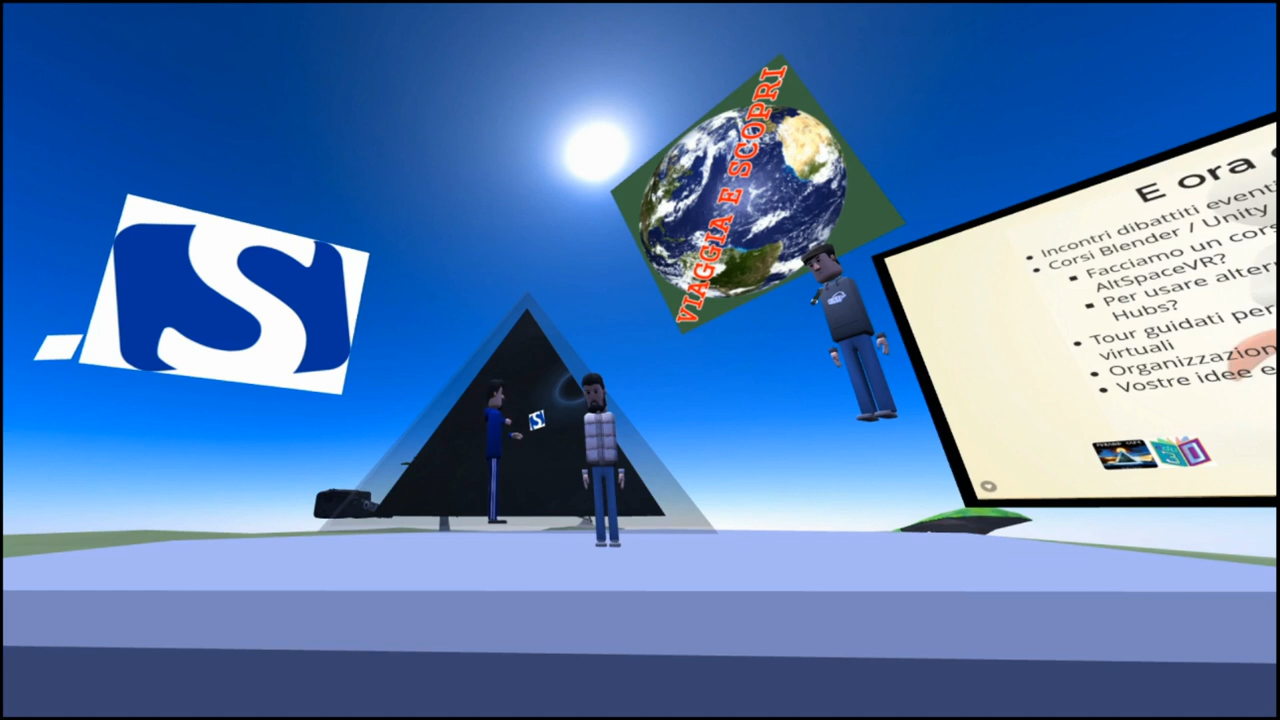 S
VIAGGIA E SCOPRI
S
E ora
Incontri dibattiti eventi
Corsi Blender / Unity
Facciamo un cors
AltSpaceVR?
Per usare altern
Hubs?
Tour guidati per
virtuali
Organizzazion
Vostre idee e